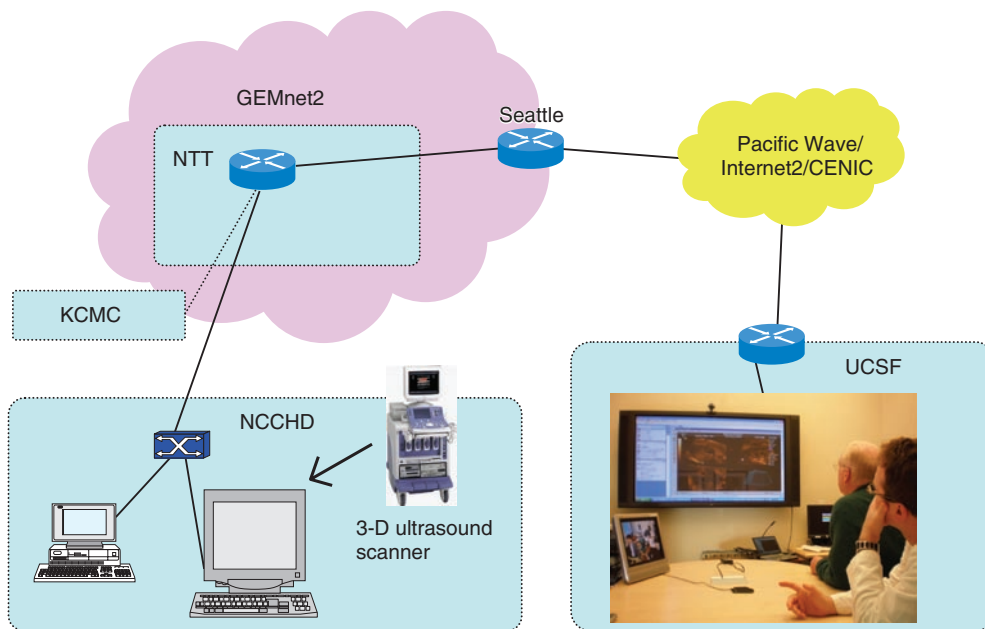 GEMnet2
Seattle
NTT
Pacific Wave/
Internet2/CENIC
KCMC
UCSF
NCCHD
3-D ultrasound
scanner